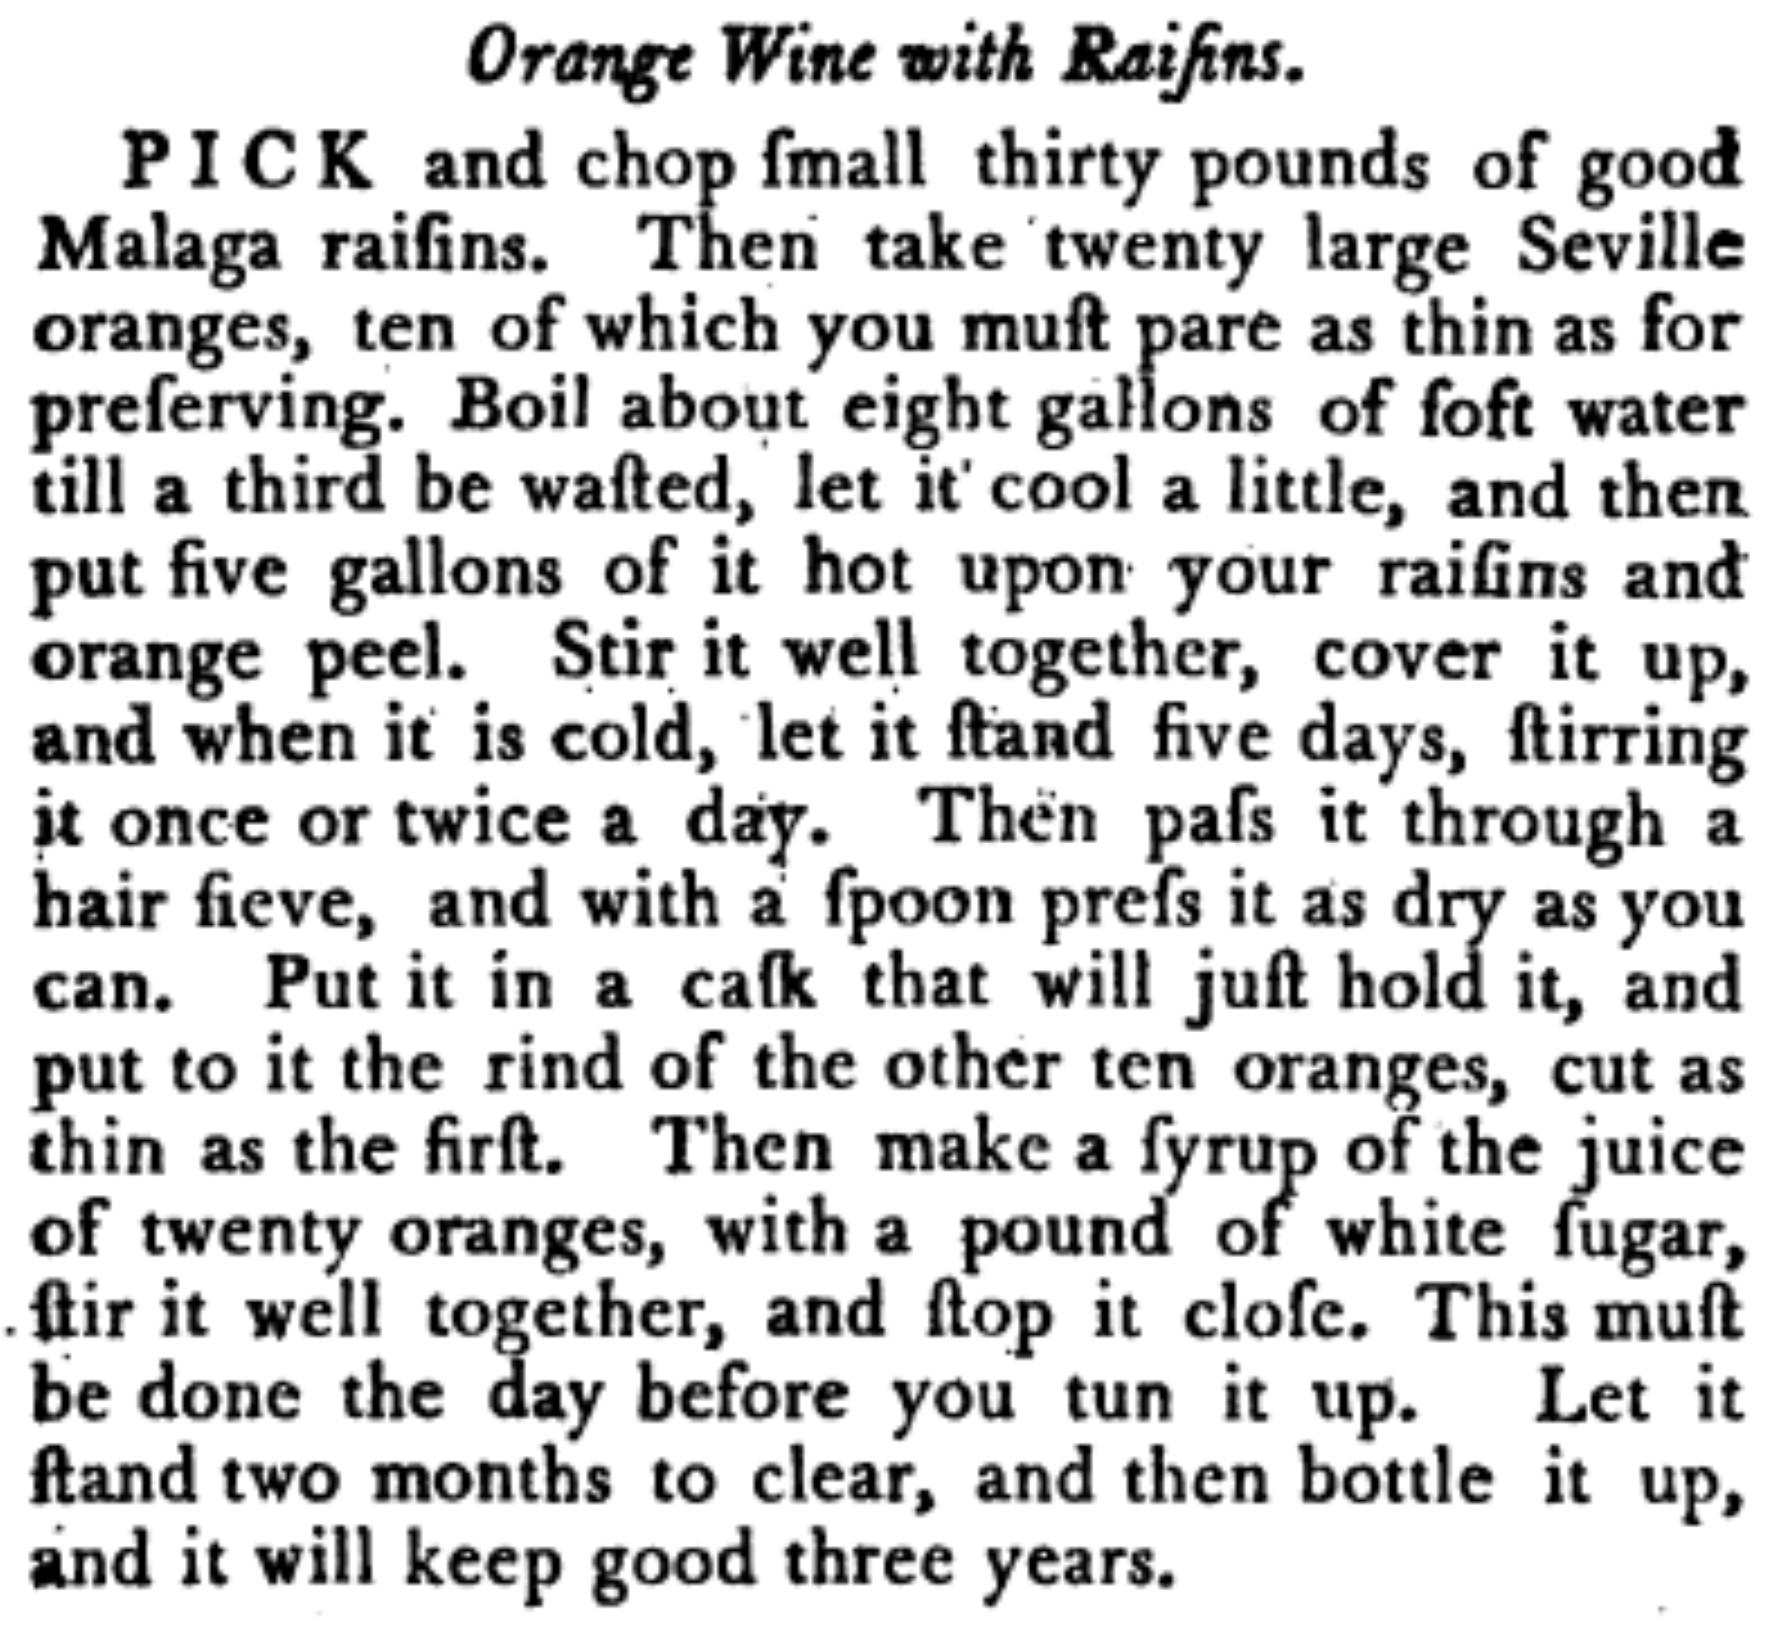 Orange Wine with Raiſins.
PICK and chop ſmall thirty pounds of good
Malaga raiſins. Then take twenty large Seville
oranges, ten of which you muſt pare as thin as for
preſerving. Boil about eight gallons of ſoft water
till a third be waſted, let it cool a little, and then
put five gallons of it hot upon your raiſins and
orange peel. Stir it well together, cover it up,
and when it is cold, let it ſtand five days, ſtirring
it once or twice a day. Then paſs it through a
hair ſieve, and with a ſpoon preſs it as dry as you
can. Put it in a caſk that will juſt hold it, and
put to it the rind of the other ten oranges, cut as
thin as the firſt. Then make a ſyrup of the juice
of twenty oranges, with a pound of white ſugar,
ſtir it well together, and ſtop it cloſe. This muſt
be done the day before you tun it up. Let it
ſtand two months to clear, and then bottle it up,
and it will keep good three years.